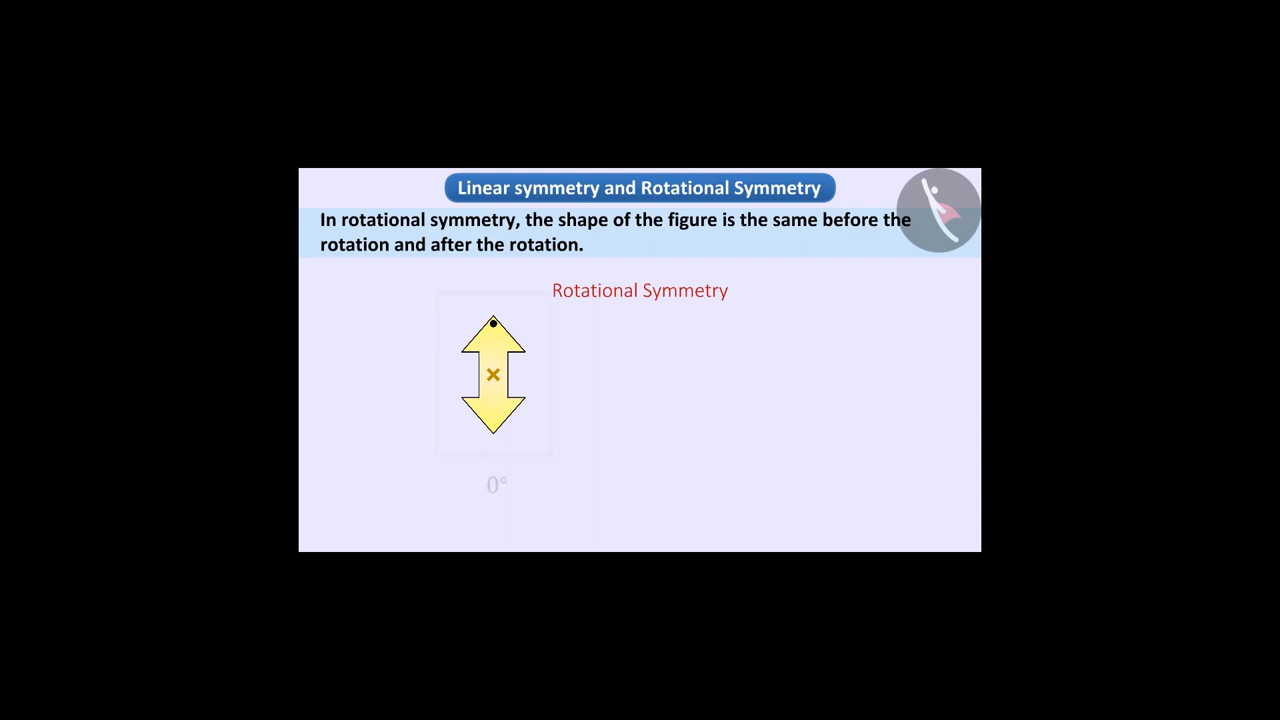 Linear symmetry and Rotational Symmetry
In rotational symmetry, the shape of the figure is the same before the
rotation and after the rotation.
Rotational Symmetry
0°